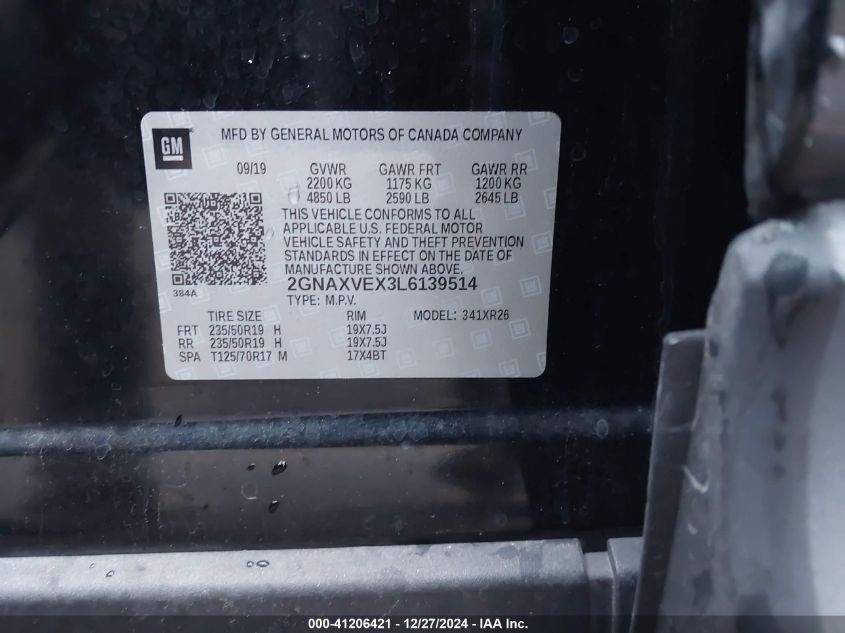 GM
MFD BY GENERAL MOTORS OF CANADA COMPANY
09/19 GVWR GAWR FRT GAWR RR
2200 KG 1175 KG 1200 KG
4850 LB 2590 LB 2645 LB
THIS VEHICLE CONFORMS TO ALL
APPLICABLE U.S. FEDERAL MOTOR
VEHICLE SAFETY AND THEFT PREVENTION
STANDARDS IN EFFECT ON THE DATE OF
MANUFACTURE SHOWN ABOVE.
384A 2GNAXVEX3L6139514
TYPE: M.P.V.
TIRE SIZE RIM MODEL: 341XR26
FRT 235/50R19 H 19X7.5J
RR 235/50R19 H 19X7.5J
SPA T125/70R17 M 17X4BT
000-41206421 - 12/27/2024 - IAA Inc.